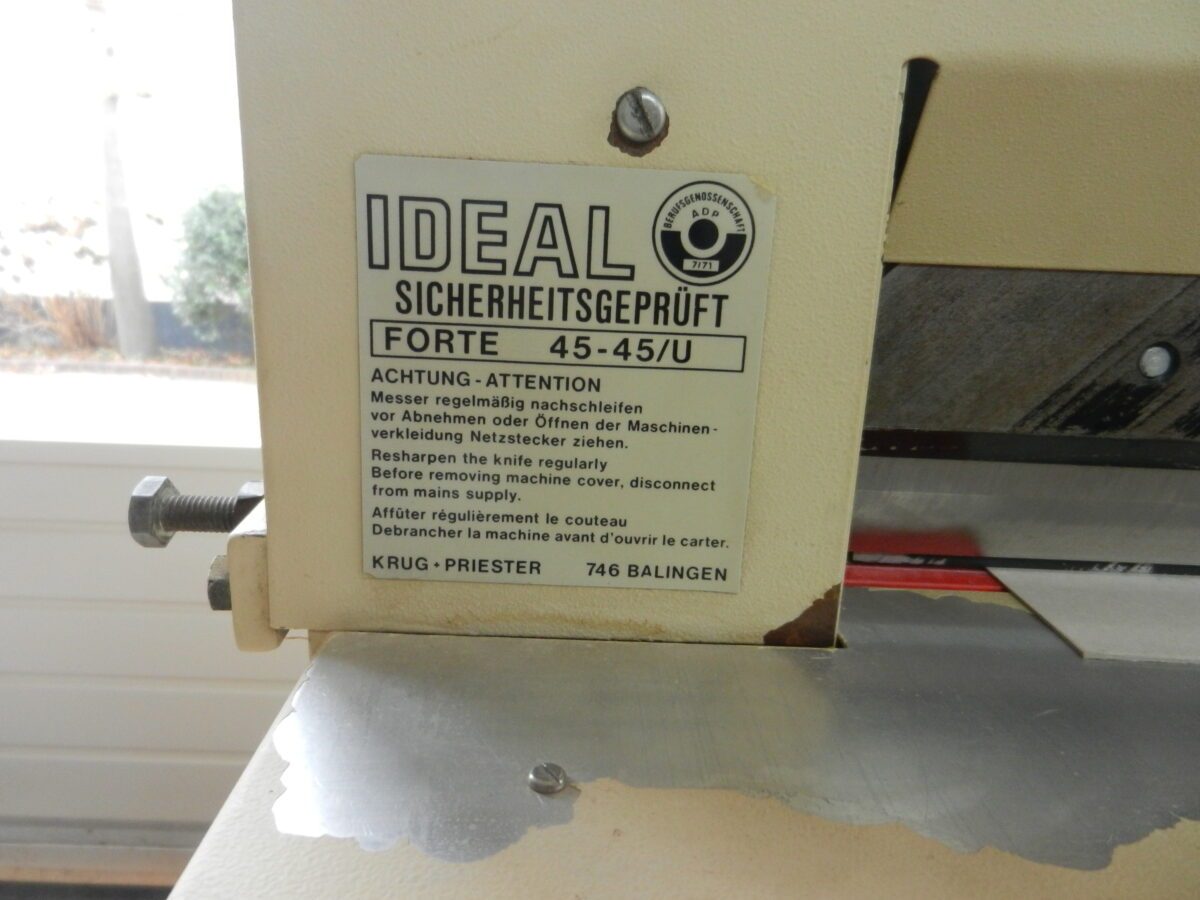 IDEAL
BERUFSGENOSSENSCHAFT
ADP
7/71
SICHERHEITSGEPRÜFT
FORTE 45-45/U
ACHTUNG - ATTENTION
Messer regelmäßig nachschleifen
vor Abnehmen oder Öffnen der Maschinen-
verkleidung Netzstecker ziehen.
Resharpen the knife regularly
Before removing machine cover, disconnect
from mains supply.
Affûter régulièrement le couteau
Debrancher la machine avant d'ouvrir le carter.
KRUG + PRIESTER 746 BALINGEN